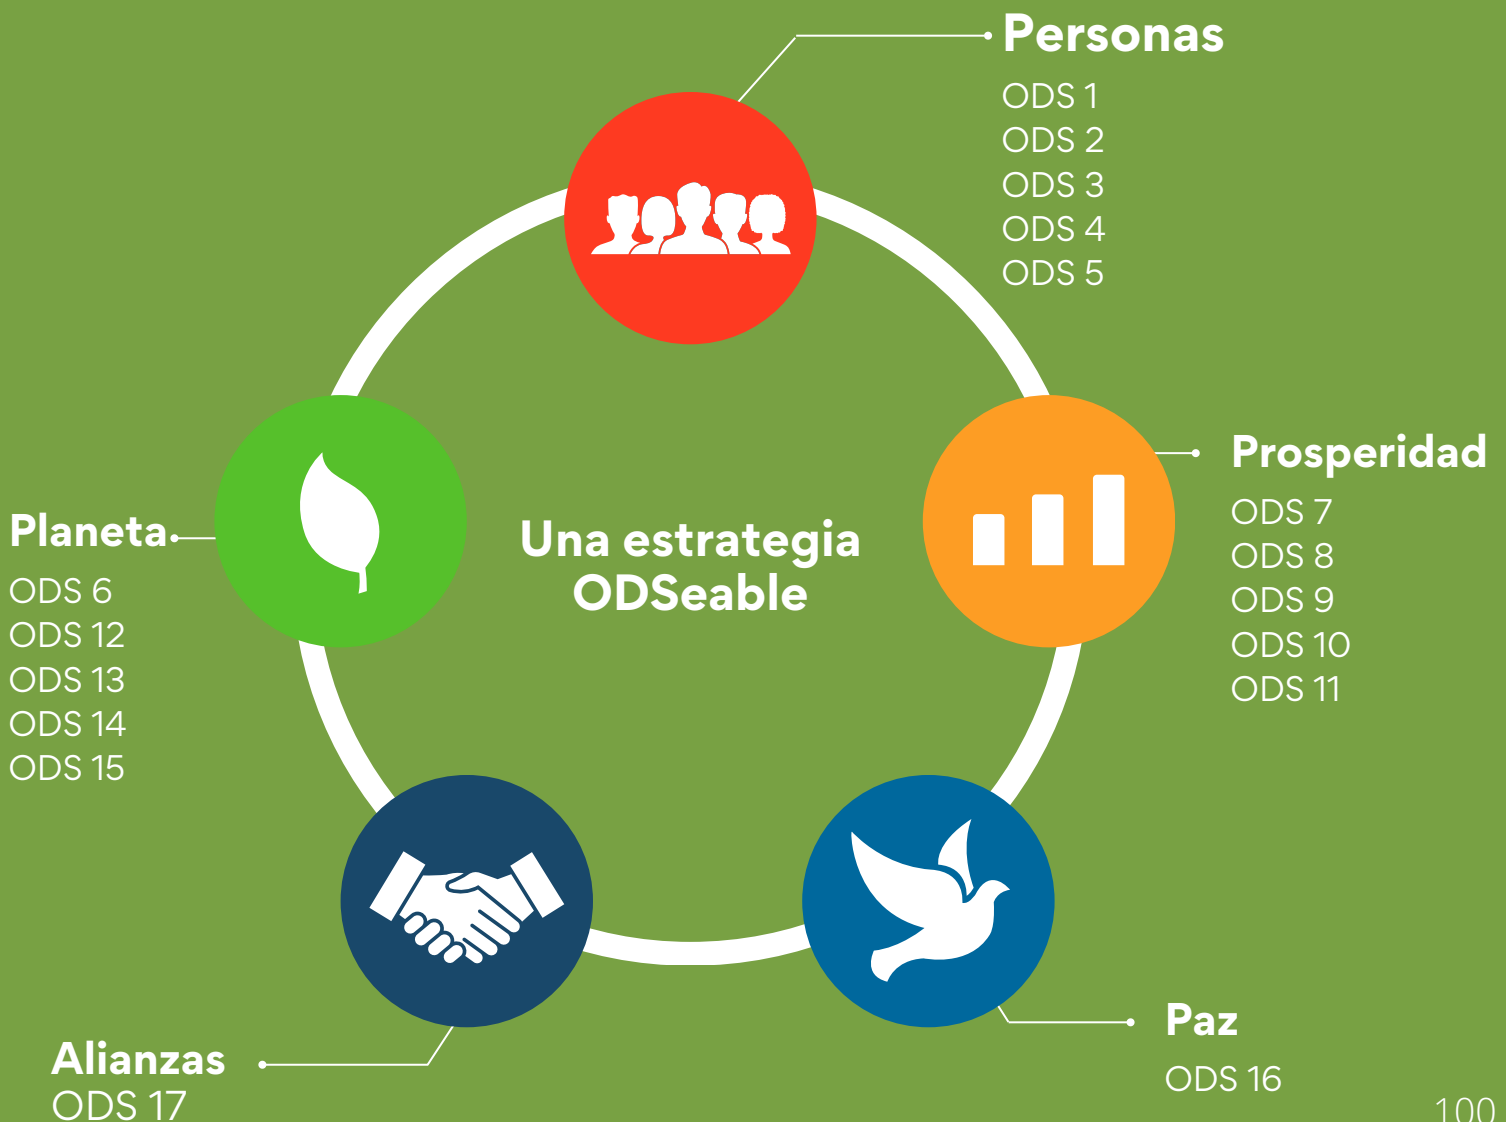 Personas
ODS 1
ODS 2
ODS 3
ODS 4
ODS 5
Prosperidad
ODS 7
ODS 8
ODS 9
ODS 10
ODS 11
Planeta
ODS 6
ODS 12
ODS 13
ODS 14
ODS 15
Una estrategia
ODSeable
Paz
ODS 16
Alianzas
ODS 17
100